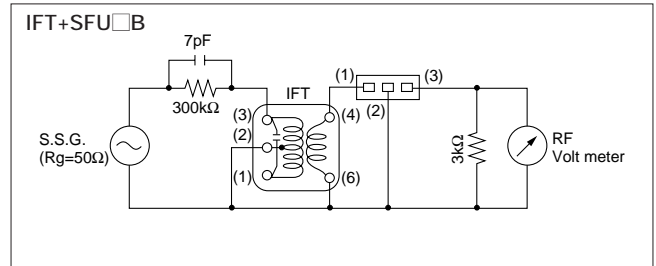 IFT+SFU□B
7pF
300kΩ
IFT
(1)
(3)
(2)
(3)
(4)
(2)
(1)
(6)
S.S.G.
(Rg=50Ω)
3kΩ
RF
Volt meter